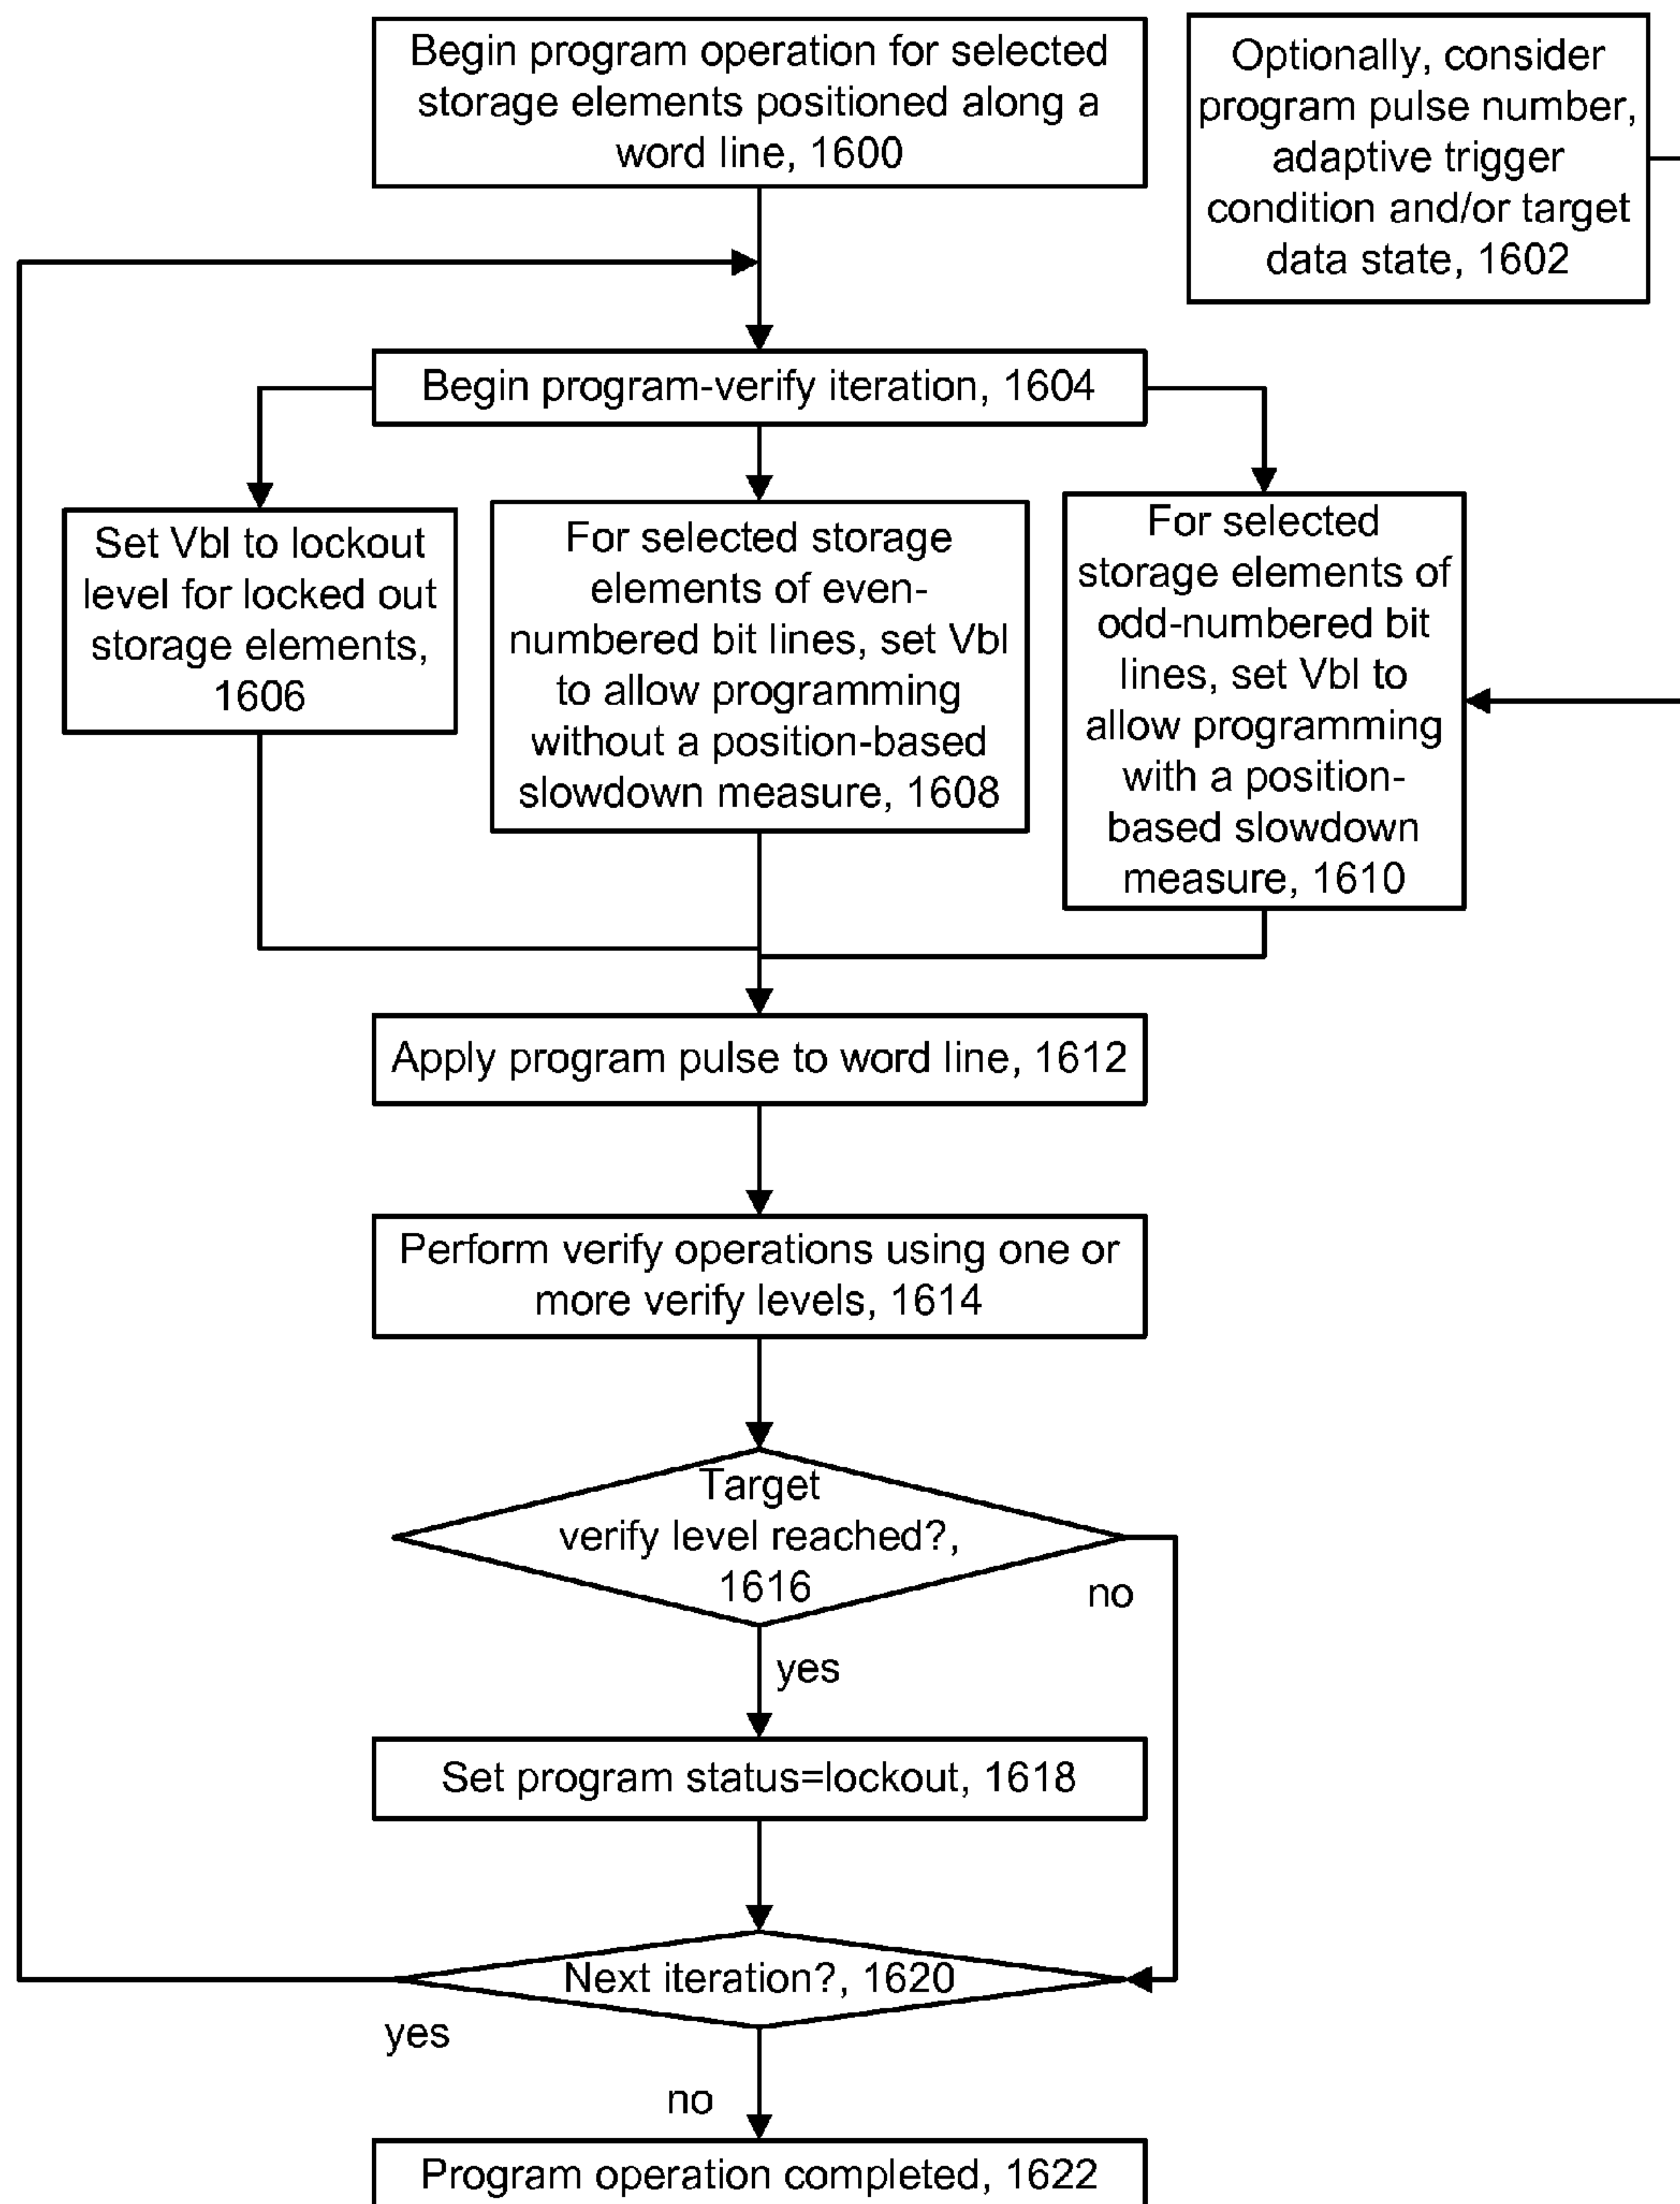 Begin program operation for selected
storage elements positioned along a
word line, 1600
Optionally, consider
program pulse number,
adaptive trigger
condition and/or target
data state, 1602
Begin program-verify iteration, 1604
Set Vbl to lockout
level for locked out
storage elements,
1606
For selected storage
elements of even-
numbered bit lines, set Vbl
to allow programming
without a position-based
slowdown measure, 1608
For selected
storage elements of
odd-numbered bit
lines, set Vbl to
allow programming
with a position-
based slowdown
measure, 1610
Apply program pulse to word line, 1612
Perform verify operations using one or
more verify levels, 1614
Target
verify level reached?,
1616
no
yes
Set program status=lockout, 1618
Next iteration?, 1620
yes
no
Program operation completed, 1622